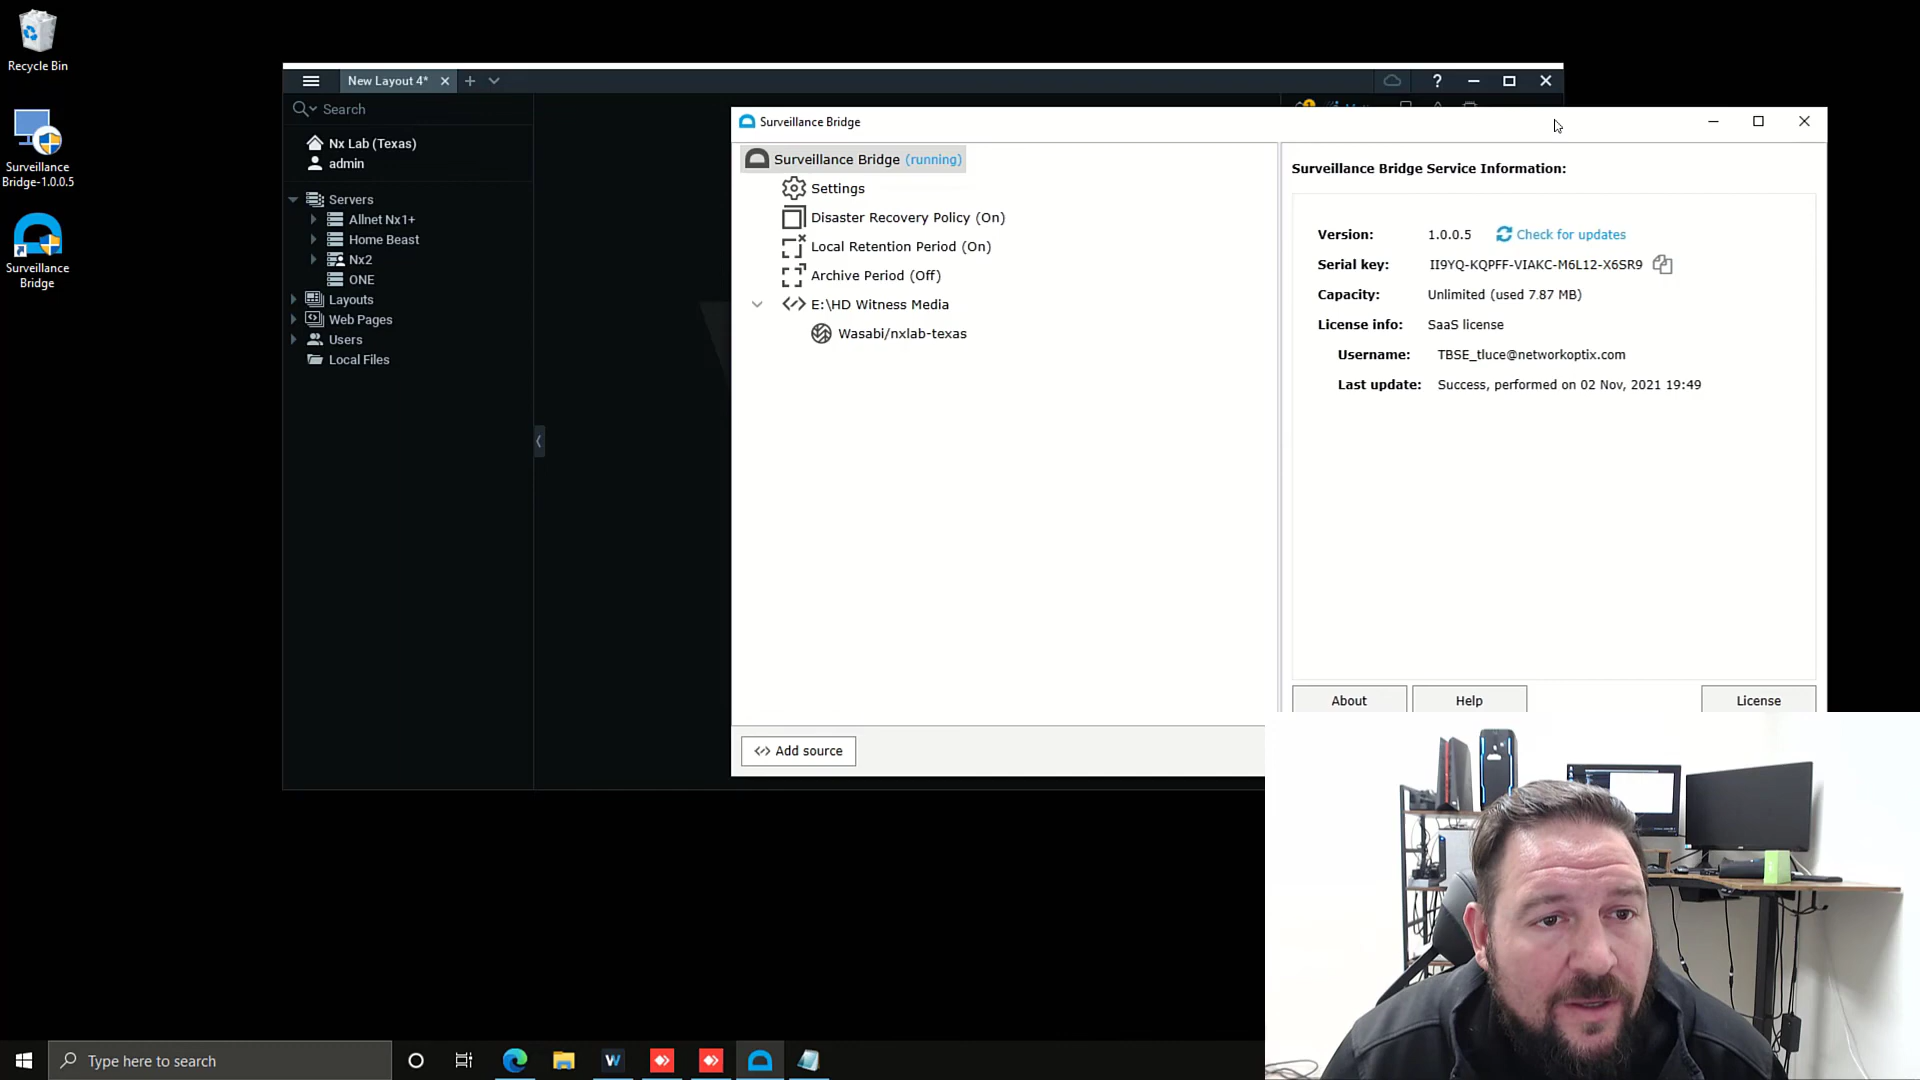 Recycle Bin
Surveillance
Bridge-1.0.0.5
Surveillance
Bridge
New Layout 4*
Search
Nx Lab (Texas)
admin
Servers
Allnet Nx1+
Home Beast
Nx2
ONE
Layouts
Web Pages
Users
Local Files
?
Surveillance Bridge
Surveillance Bridge (running)
Settings
Disaster Recovery Policy (On)
Local Retention Period (On)
Archive Period (Off)
E:\HD Witness Media
Wasabi/nxlab-texas
Add source
Surveillance Bridge Service Information:
Version: 1.0.0.5 Check for updates
Serial key: II9YQ-KQPFF-VIAKC-M6L12-X6SR9
Capacity: Unlimited (used 7.87 MB)
License info: SaaS license
Username: TBSE_tluce@networkoptix.com
Last update: Success, performed on 02 Nov, 2021 19:49
About
Help
License
Type here to search
W